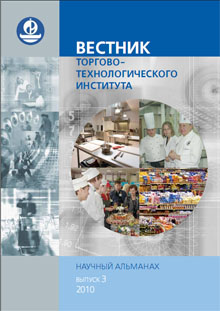 ВЕСТНИК
ТОРГОВО-
ТЕХНОЛОГИЧЕСКОГО
ИНСТИТУТА
НАУЧНЫЙ АЛЬМАНАХ
ВЫПУСК 3
2010